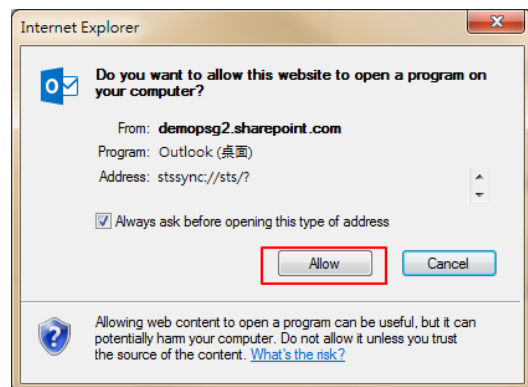 Internet Explorer
Do you want to allow this website to open a program on
your computer?
From: demopsg2.sharepoint.com
Program: Outlook (桌面)
Address: stssync://sts/?
Always ask before opening this type of address
Allow Cancel
Allowing web content to open a program can be useful, but it can
potentially harm your computer. Do not allow it unless you trust
the source of the content. What's the risk?